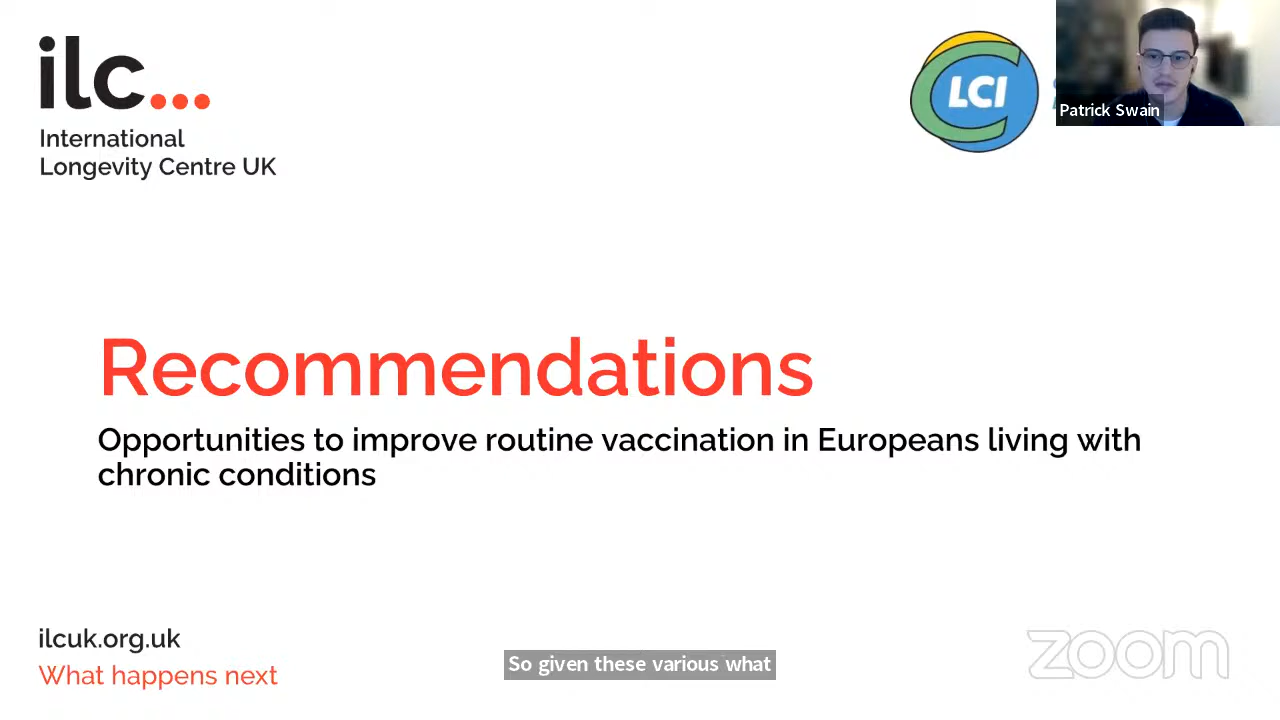 ilc...
International
Longevity Centre UK
LCI
Patrick Swain
Recommendations
Opportunities to improve routine vaccination in Europeans living with
chronic conditions
ilcuk.org.uk
What happens next
So given these various what
zoom